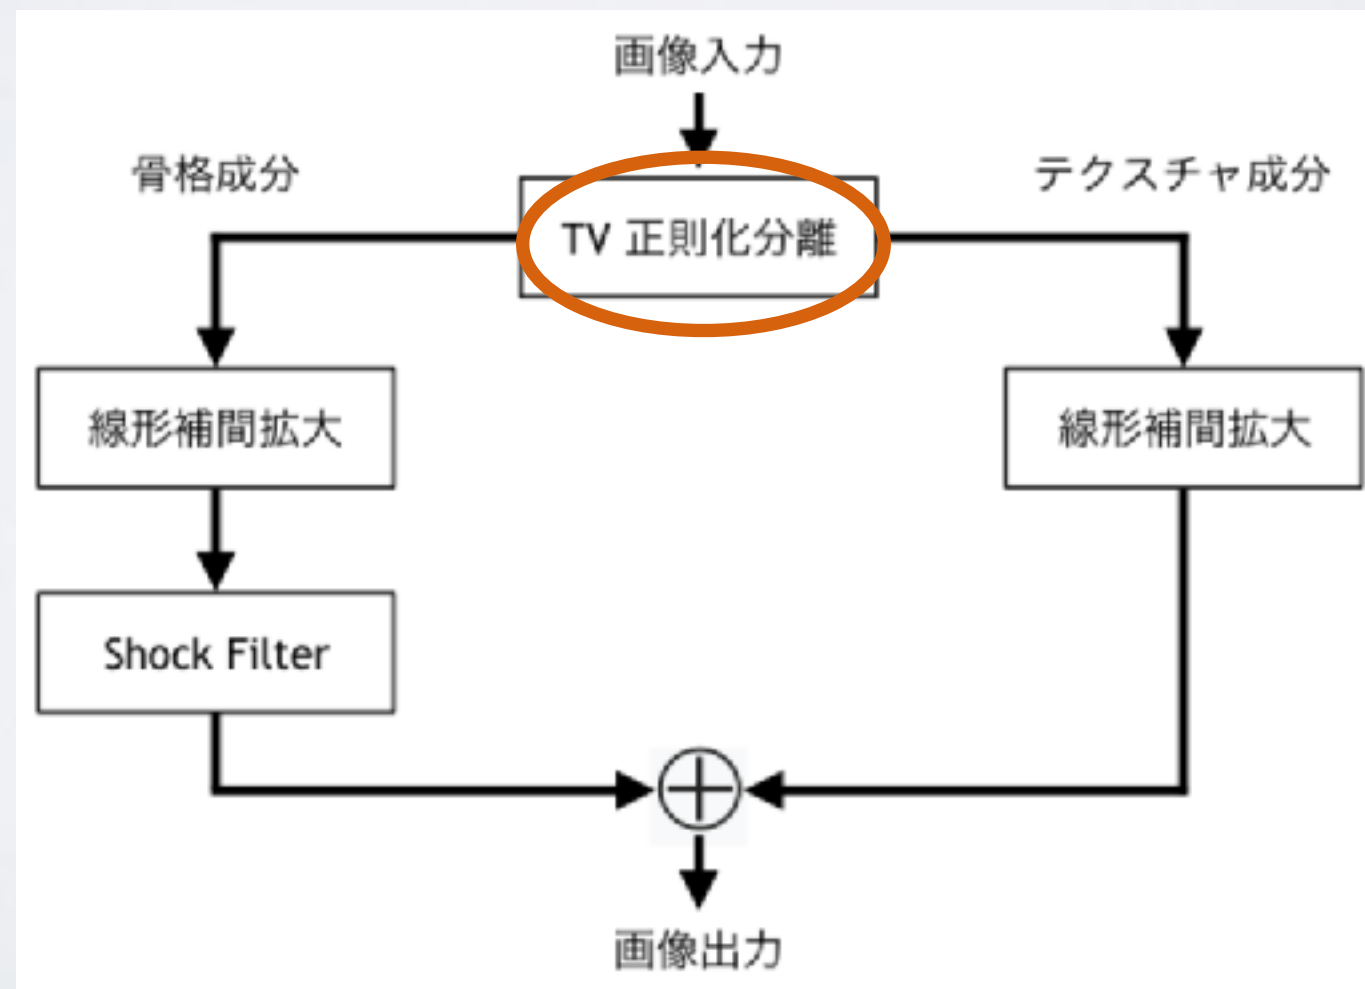 画像入力
骨格成分
テクスチャ成分
TV 正則化分離
線形補間拡大
線形補間拡大
Shock Filter
画像出力